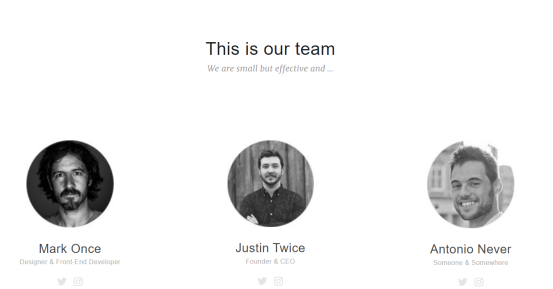 This is our team
We are small but effective and ...
Mark Once
Designer & Front-End Developer
Justin Twice
Founder & CEO
Antonio Never
Someone & Somewhere